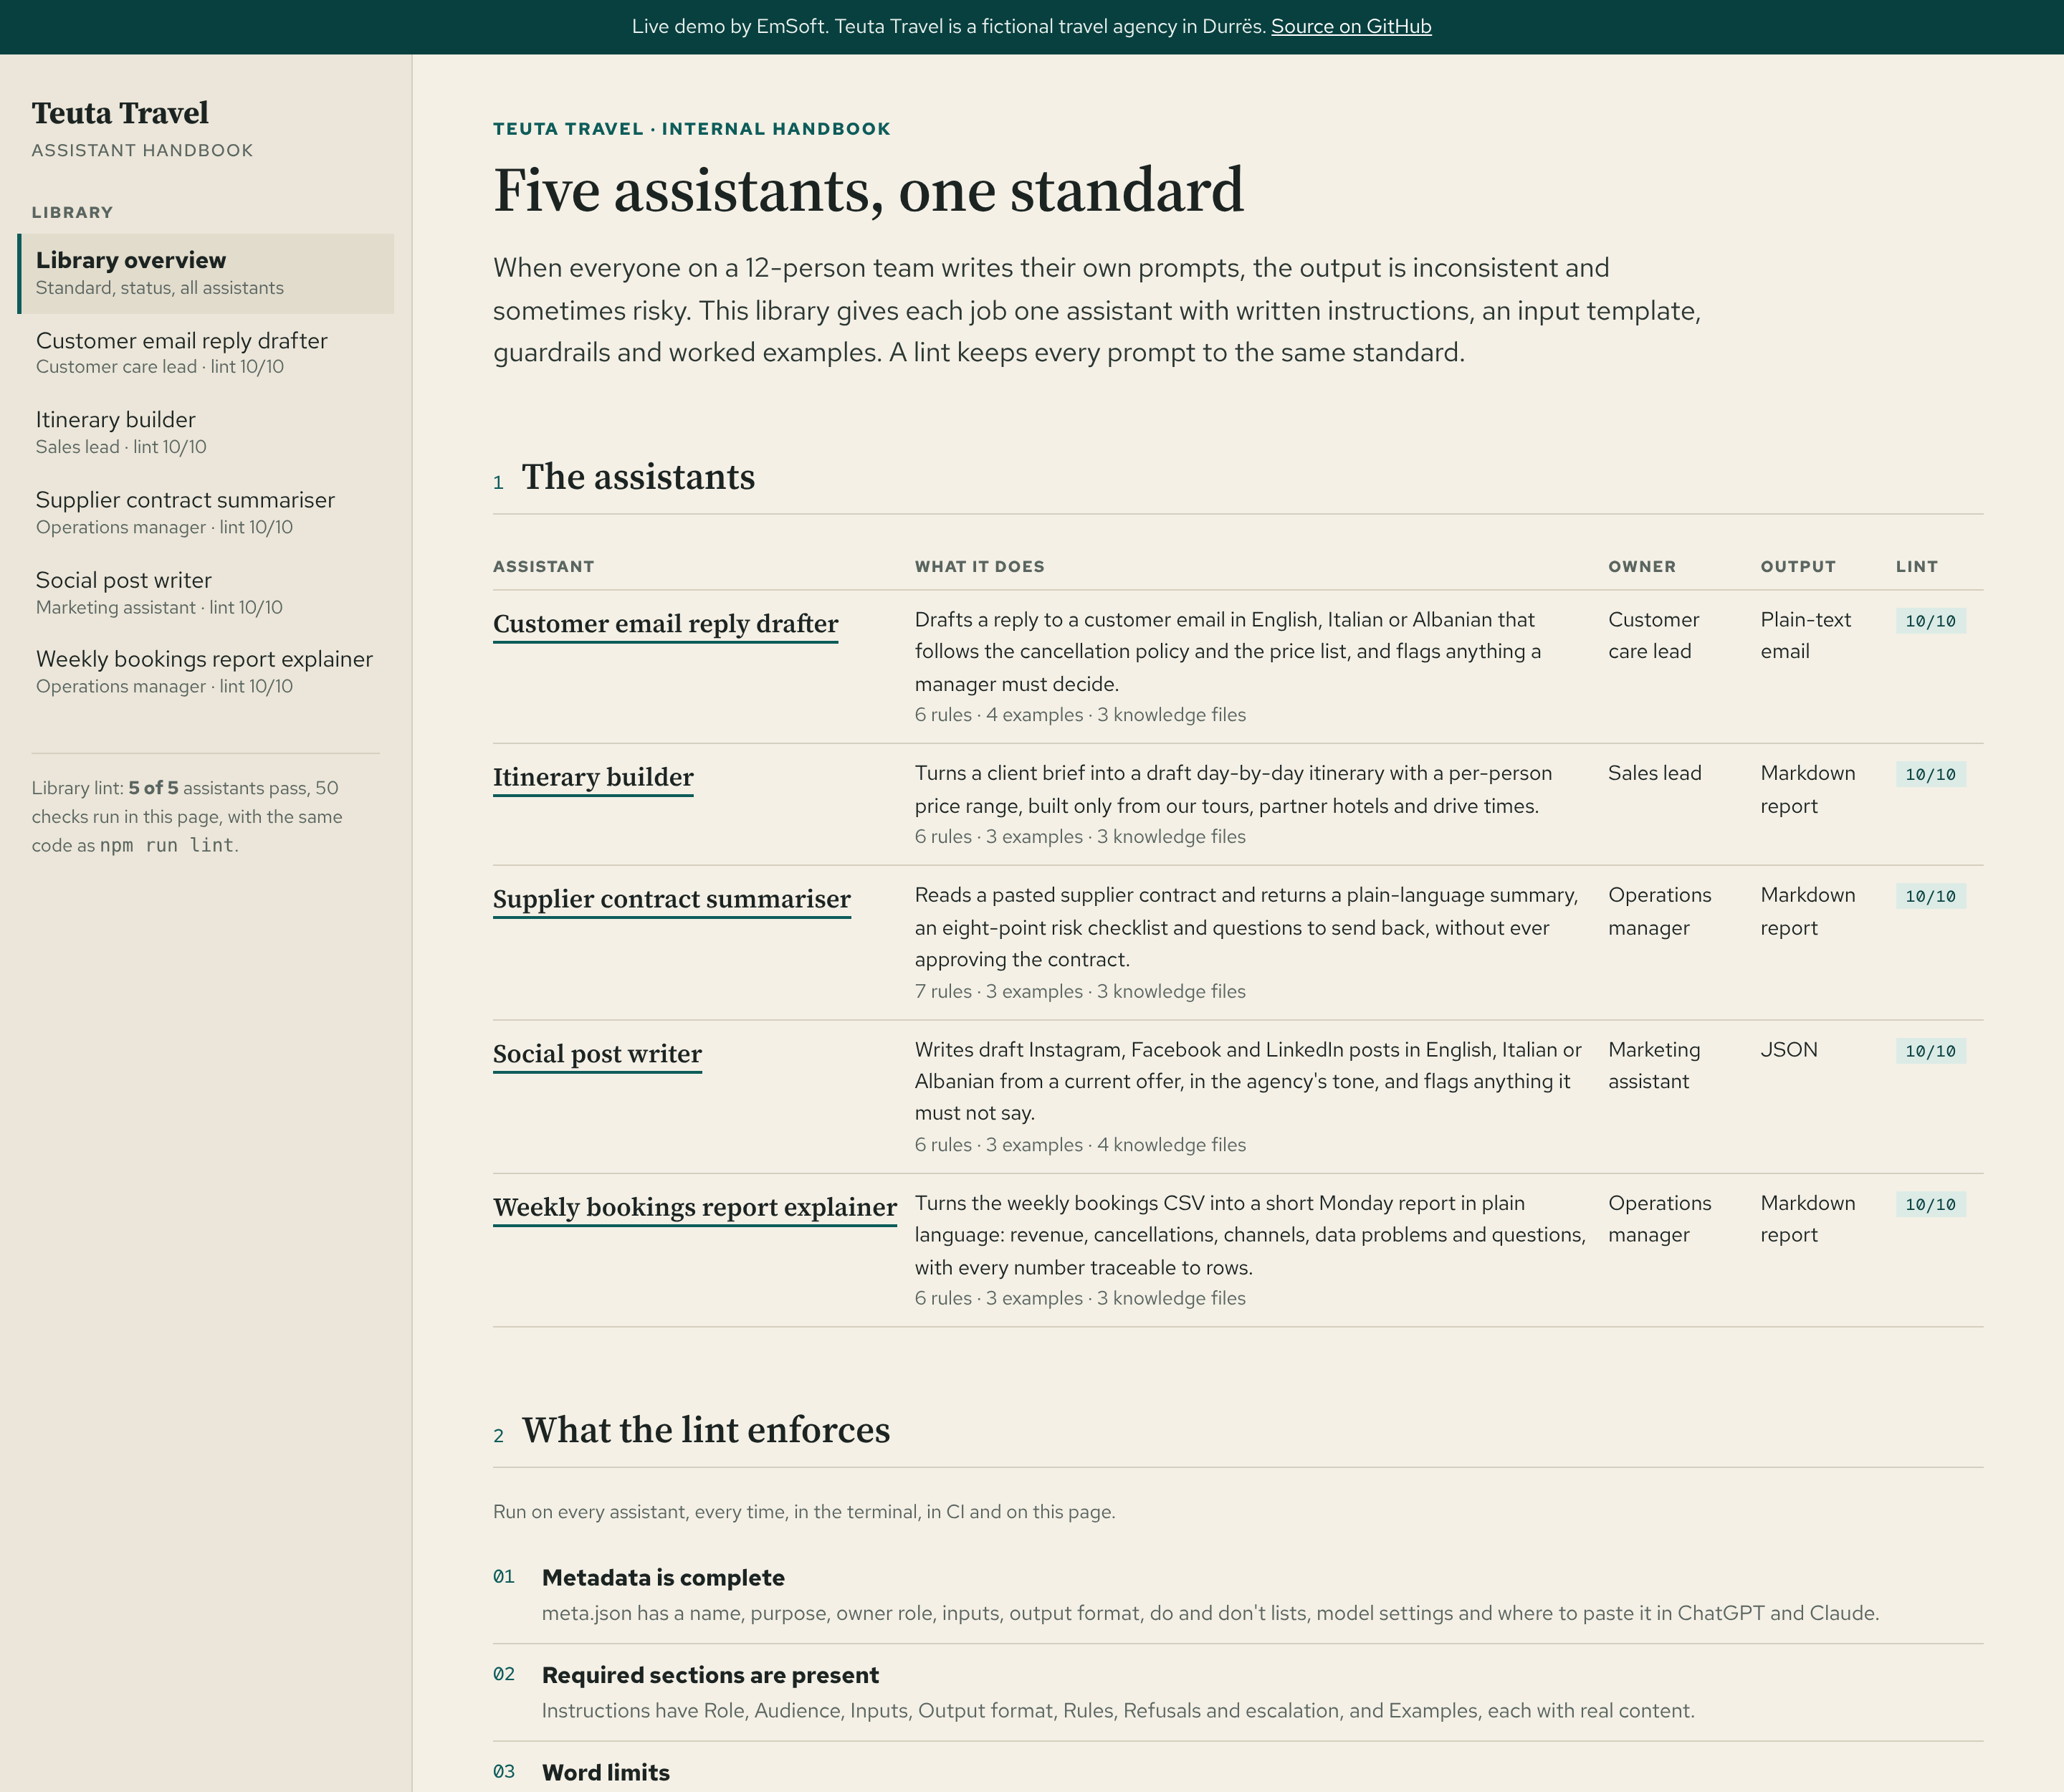 Live demo by EmSoft. Teuta Travel is a fictional travel agency in Durrës. Source on GitHub
Teuta Travel
ASSISTANT HANDBOOK
LIBRARY
Library overview
Standard, status, all assistants
Customer email reply drafter
Customer care lead · lint 10/10
Itinerary builder
Sales lead · lint 10/10
Supplier contract summariser
Operations manager · lint 10/10
Social post writer
Marketing assistant · lint 10/10
Weekly bookings report explainer
Operations manager · lint 10/10
Library lint: 5 of 5 assistants pass, 50
checks run in this page, with the same
code as npm run lint.
TEUTA TRAVEL · INTERNAL HANDBOOK
Five assistants, one standard
When everyone on a 12-person team writes their own prompts, the output is inconsistent and
sometimes risky. This library gives each job one assistant with written instructions, an input template,
guardrails and worked examples. A lint keeps every prompt to the same standard.
1 The assistants
ASSISTANT WHAT IT DOES OWNER OUTPUT LINT
Customer email reply drafter Drafts a reply to a customer email in English, Italian or Albanian that Customer Plain-text 10/10
follows the cancellation policy and the price list, and flags anything a care lead email
manager must decide.
6 rules · 4 examples · 3 knowledge files
Itinerary builder Turns a client brief into a draft day-by-day itinerary with a per-person Sales lead Markdown 10/10
price range, built only from our tours, partner hotels and drive times. report
6 rules · 3 examples · 3 knowledge files
Supplier contract summariser Reads a pasted supplier contract and returns a plain-language summary, Operations Markdown 10/10
an eight-point risk checklist and questions to send back, without ever manager report
approving the contract.
7 rules · 3 examples · 3 knowledge files
Social post writer Writes draft Instagram, Facebook and LinkedIn posts in English, Italian or Marketing JSON 10/10
Albanian from a current offer, in the agency's tone, and flags anything it assistant
must not say.
6 rules · 3 examples · 4 knowledge files
Weekly bookings report explainer Turns the weekly bookings CSV into a short Monday report in plain Operations Markdown 10/10
language: revenue, cancellations, channels, data problems and questions, manager report
with every number traceable to rows.
6 rules · 3 examples · 3 knowledge files
2 What the lint enforces
Run on every assistant, every time, in the terminal, in CI and on this page.
01 Metadata is complete
meta.json has a name, purpose, owner role, inputs, output format, do and don't lists, model settings and where to paste it in ChatGPT and Claude.
02 Required sections are present
Instructions have Role, Audience, Inputs, Output format, Rules, Refusals and escalation, and Examples, each with real content.
03 Word limits